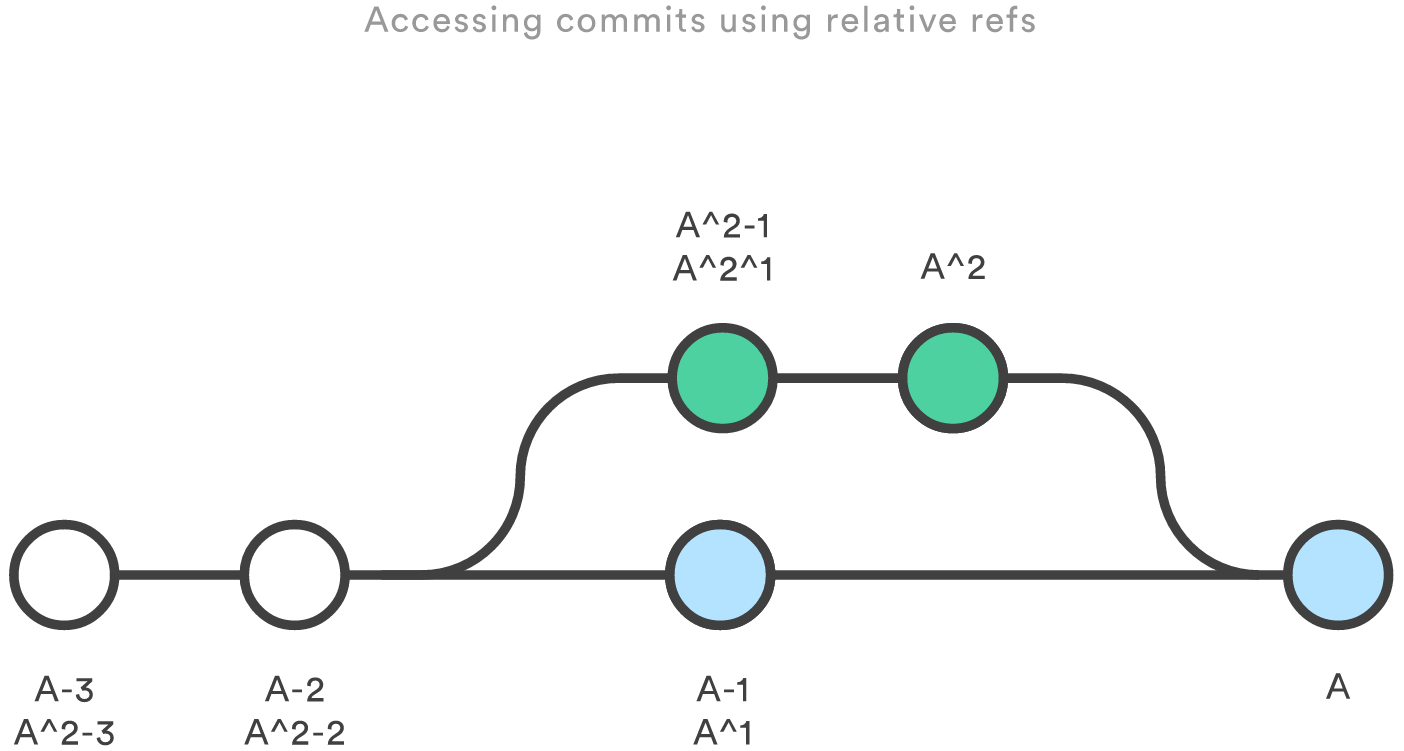 Accessing commits using relative refs
A^2-1
A^2^1
A^2
A-3
A^2-3
A-2
A^2-2
A-1
A^1
A